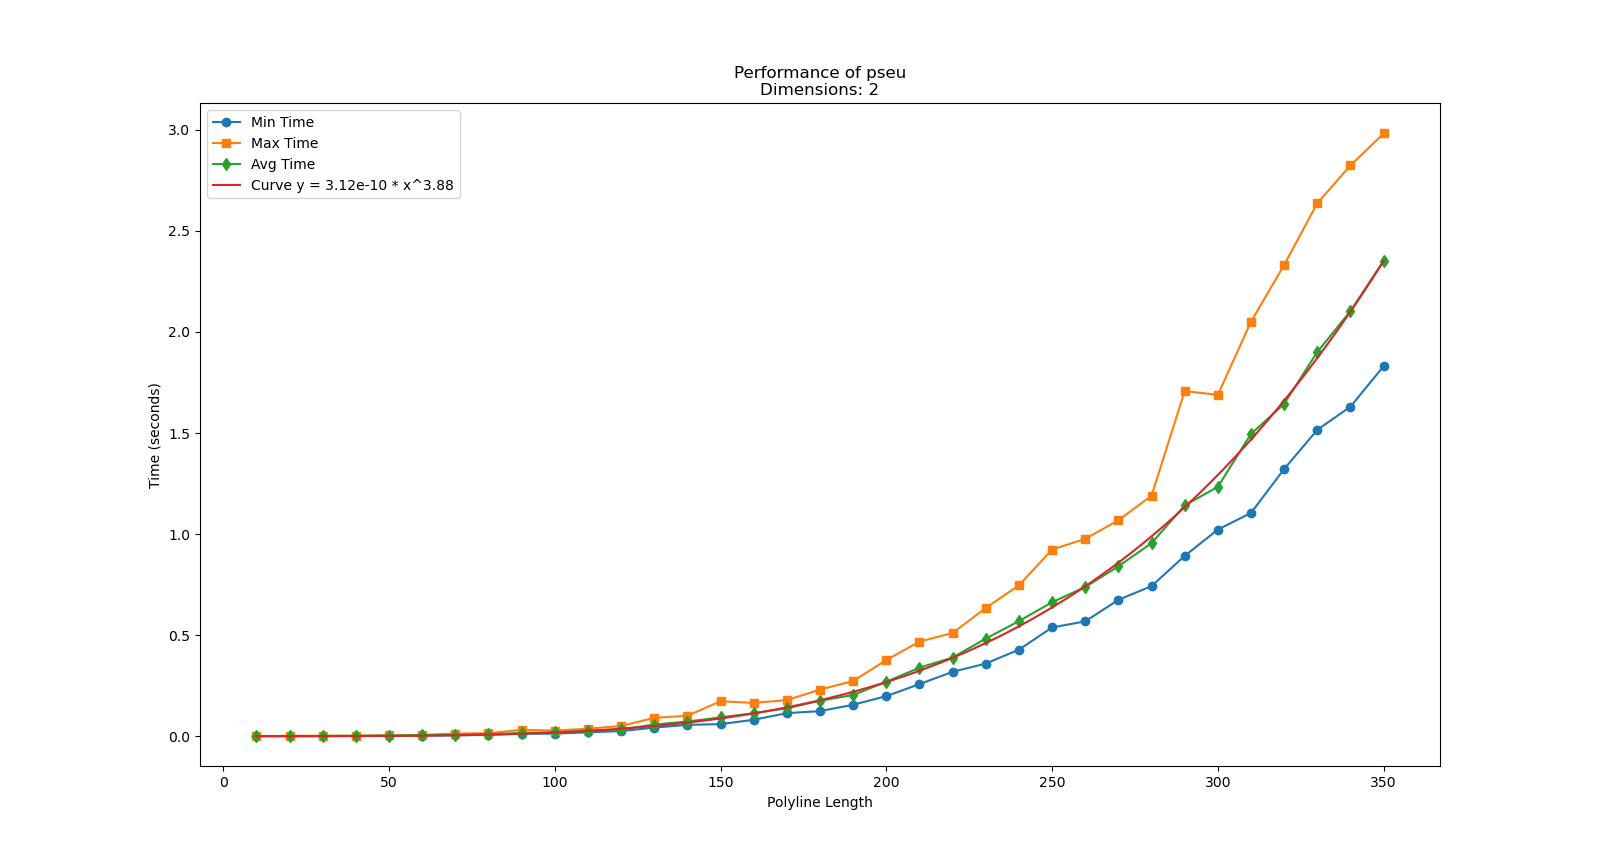 Performance of pseu
Dimensions: 2
Min Time
Max Time
Avg Time
Curve y = 3.12e-10 * x^3.88
3.0
2.5
2.0
1.5
1.0
0.5
0.0
Time (seconds)
0 50 100 150 200 250 300 350
Polyline Length